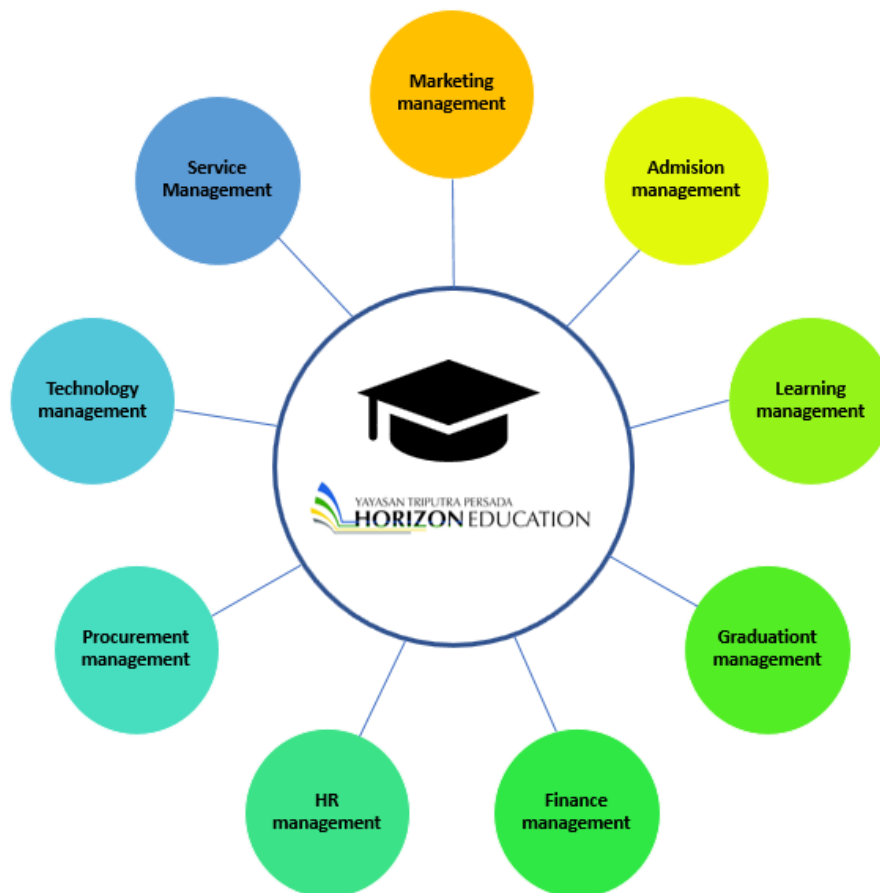 Marketing
management
Admision
management
Learning
management
Graduationt
management
Finance
management
HR
management
Procurement
management
Technology
management
Service
Management
YAYASAN TRIPUTRA PERSADA
HORIZON EDUCATION